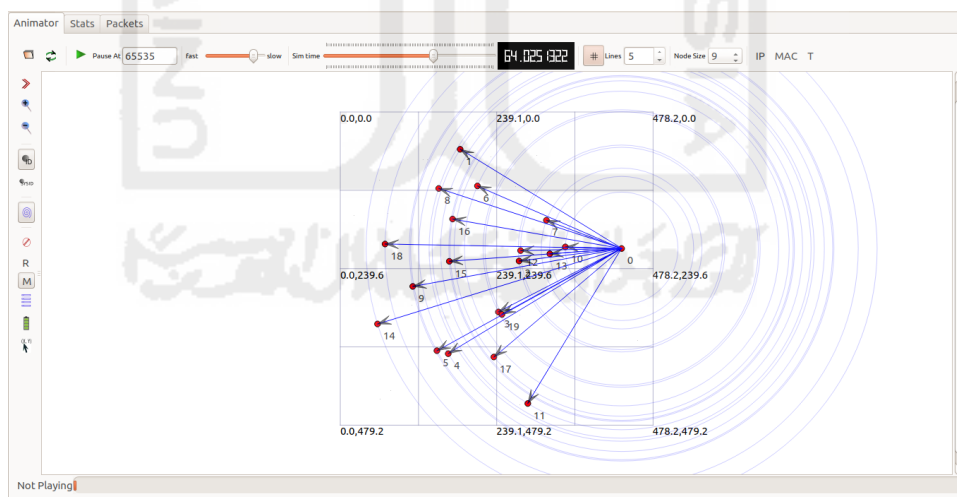 Animator Stats Packets
Pause At 65535 fast slow Sim time 64.0251322 # Lines 5 Node Size 9 IP MAC T
0.0,0.0 239.1,0.0 478.2,0.0
1
8 6
16 7
18 12 13 10 0
15 2
0.0,239.6 239.1,239.6 478.2,239.6
9
3 19
14
5 4 17
11
0.0,479.2 239.1,479.2 478.2,479.2
R
M
Not Playing